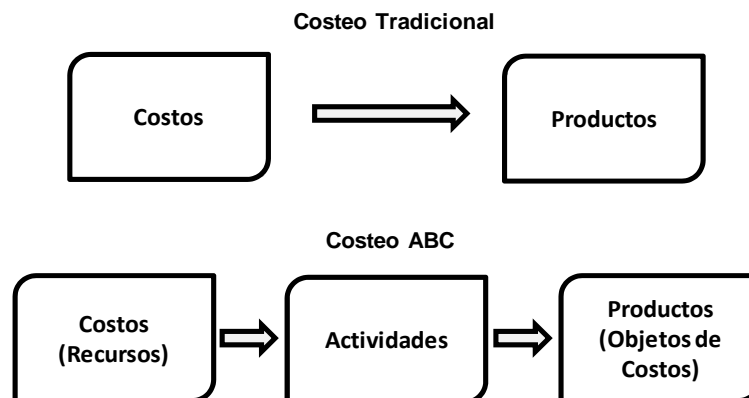 Costeo Tradicional
Costos
Productos
Costeo ABC
Costos
(Recursos)
Actividades
Productos
(Objetos de
Costos)